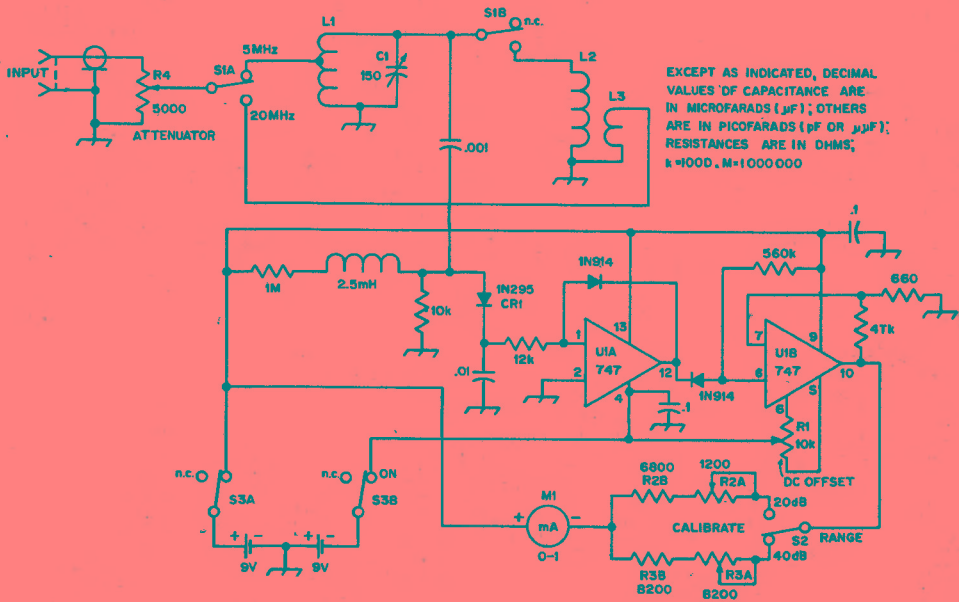 S1B
n.c.
L1
5MHz
S1A
C1
150
L2
INPUT
R4
5000
ATTENUATOR
20MHz
L3
EXCEPT AS INDICATED, DECIMAL
VALUES OF CAPACITANCE ARE
IN MICROFARADS (µF); OTHERS
ARE IN PICOFARADS (pF OR µµF);
RESISTANCES ARE IN OHMS;
k=1000. M=1000000
.001
.1
560k
1N914
660
1M
2.5mH
10k
1N295
CR1
13
7
9
47k
1
U1A
747
U1B
747
12k
12
6
10
2
4
1N914
5
.01
.1
6
R1
10k
DC OFFSET
n.c.
n.c.
ON
S3A
S3B
6800
R2B
1200
R2A
20dB
M1
+
-
mA
0-1
CALIBRATE
S2
RANGE
40dB
-
+
-
+
-
9V
9V
R3B
8200
R3A
8200